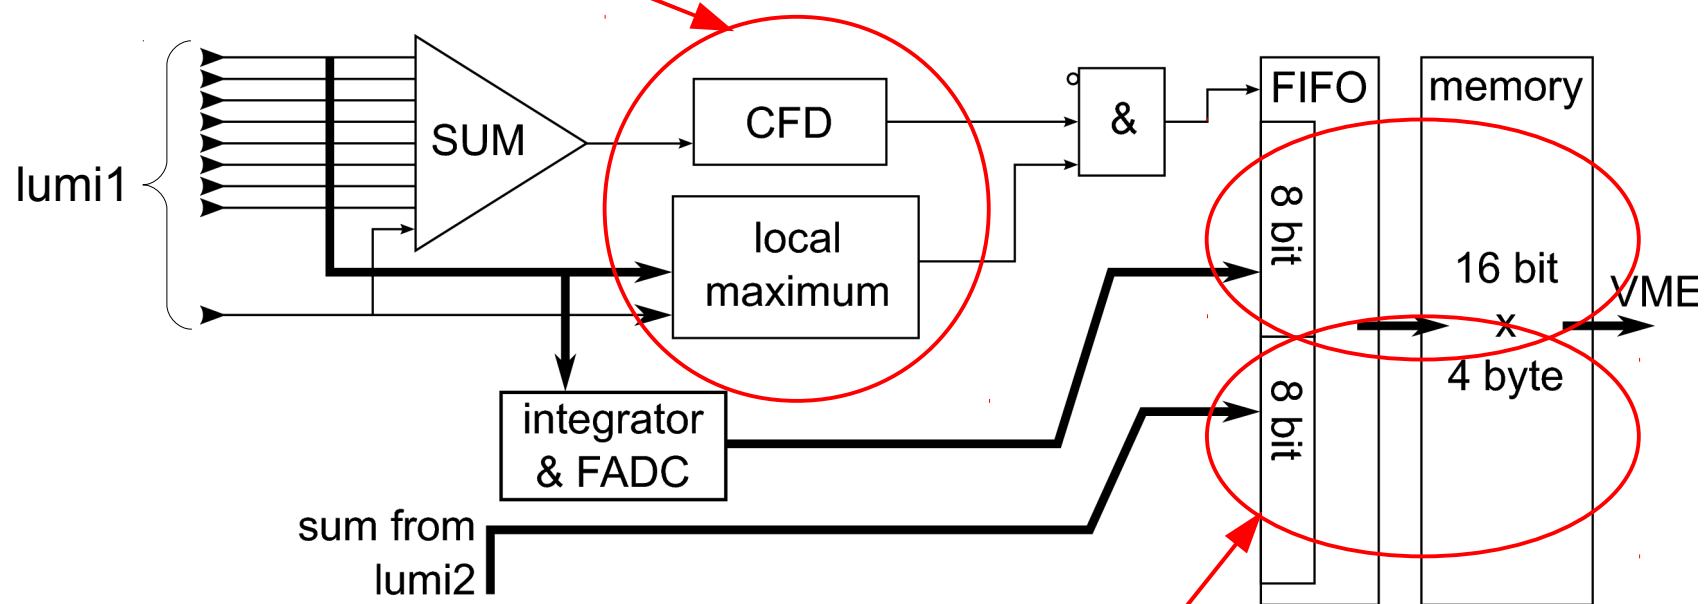 lumi1
SUM
CFD
local
maximum
&
FIFO
memory
8 bit
8 bit
16 bit
x
4 byte
VME
integrator
& FADC
sum from
lumi2